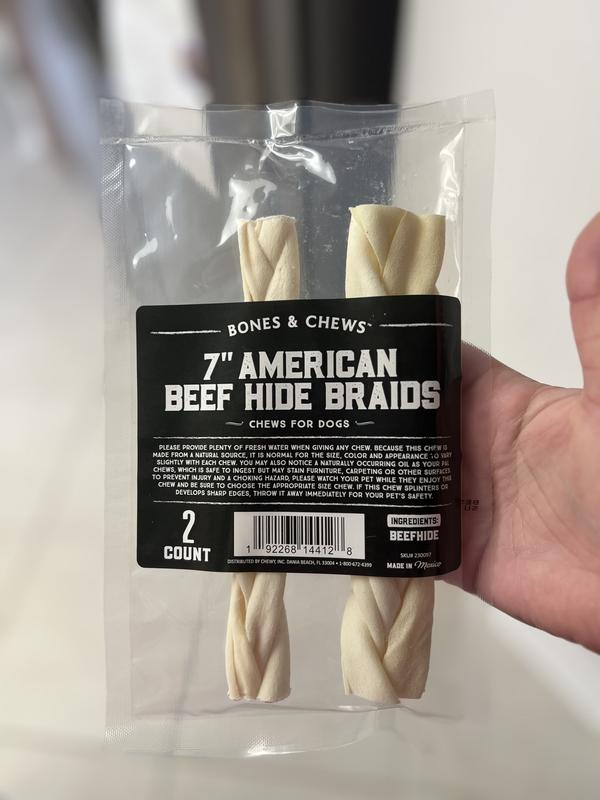 BONES & CHEWS™
7" AMERICAN
BEEF HIDE BRAIDS
CHEWS FOR DOGS
PLEASE PROVIDE PLENTY OF FRESH WATER WHEN GIVING ANY CHEW. BECAUSE THIS CHEW IS
MADE FROM A NATURAL SOURCE, IT IS NORMAL FOR THE SIZE, COLOR AND APPEARANCE TO VARY
SLIGHTLY WITH EACH CHEW. YOU MAY ALSO NOTICE A NATURALLY OCCURRING OIL AS YOUR PAL
CHEWS, WHICH IS SAFE TO INGEST BUT MAY STAIN FURNITURE, CARPETING OR OTHER SURFACES.
TO PREVENT INJURY AND A CHOKING HAZARD, PLEASE WATCH YOUR PET WHILE THEY ENJOY THIS
CHEW AND BE SURE TO CHOOSE THE APPROPRIATE SIZE CHEW. IF THIS CHEW SPLINTERS OR
DEVELOPS SHARP EDGES, THROW IT AWAY IMMEDIATELY FOR YOUR PET'S SAFETY.
2
COUNT
1 92268 14412 8
DISTRIBUTED BY CHEWY, INC. DANIA BEACH, FL 33004 • 1-800-672-4399
INGREDIENTS:
BEEFHIDE
SKU# 230097
MADE IN Mexico